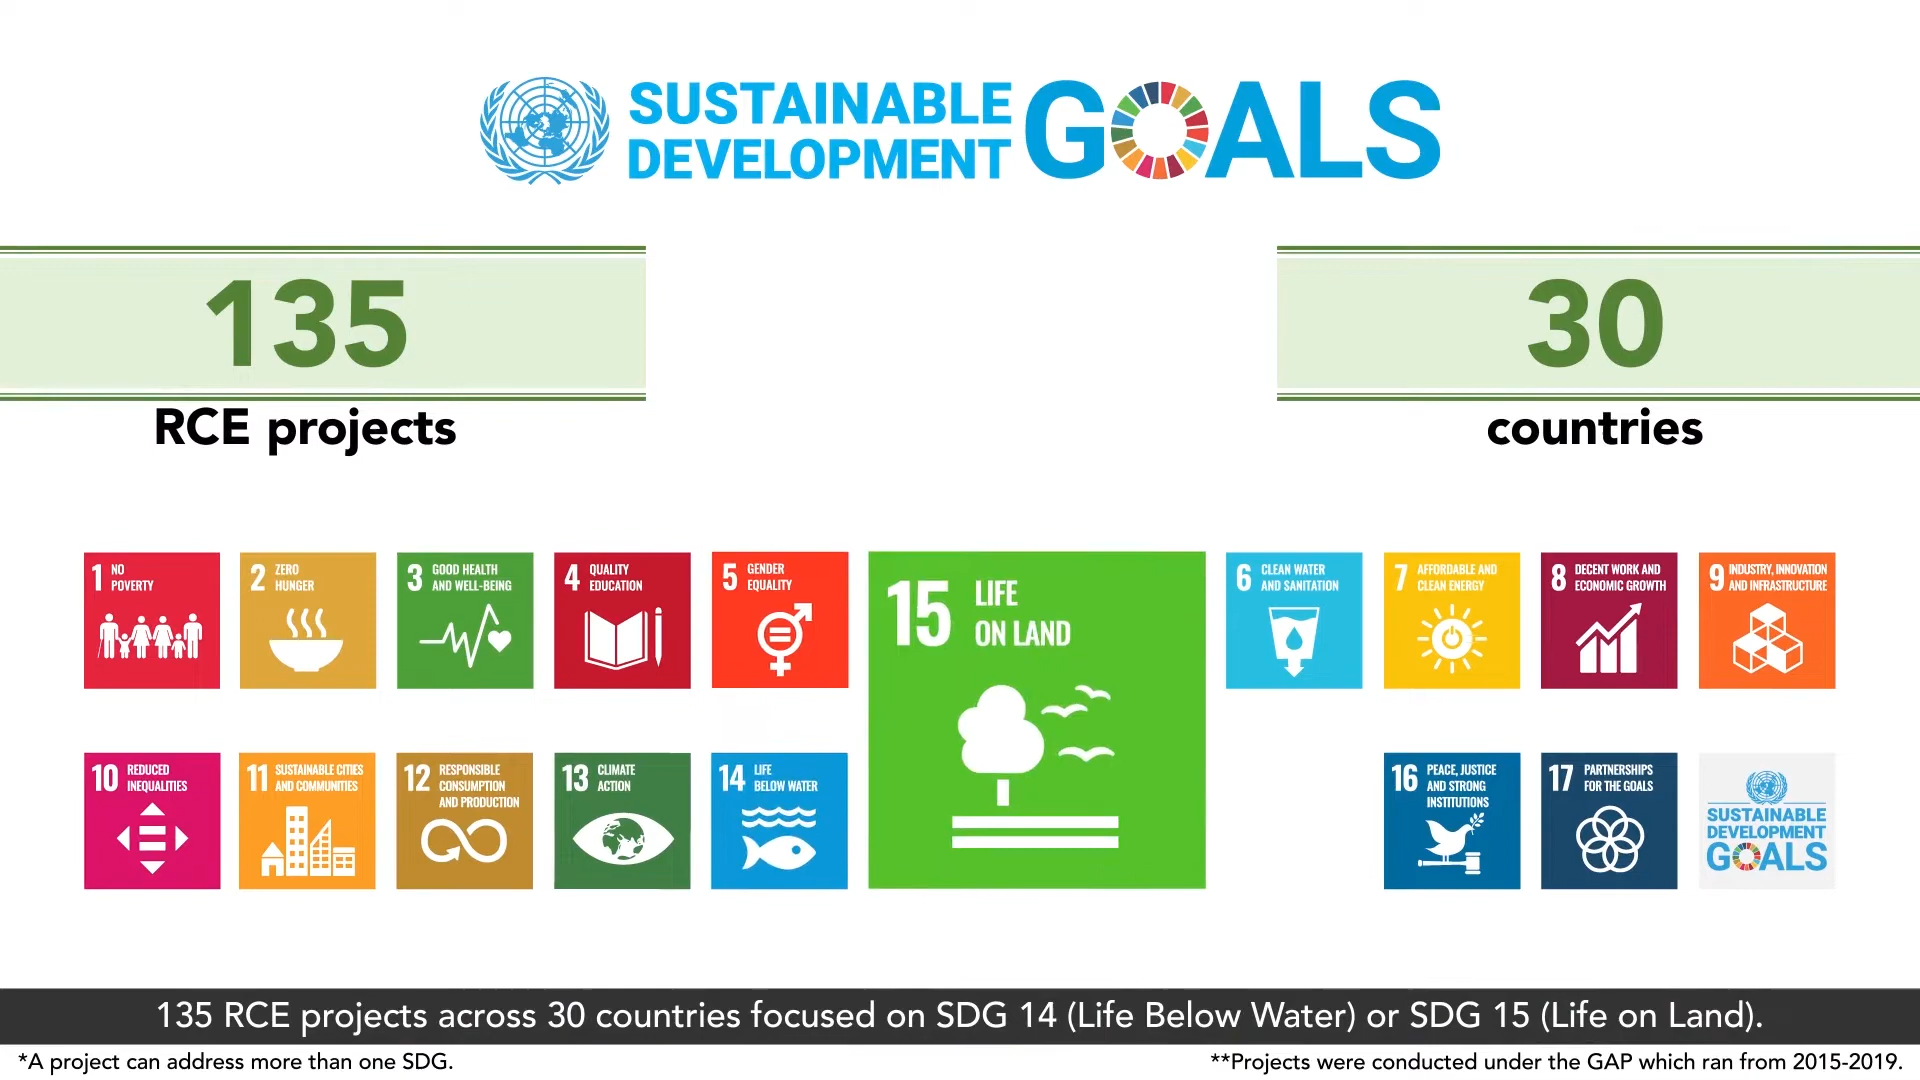 SUSTAINABLE
DEVELOPMENT
GOALS
135
RCE projects
30
countries
1 NO
POVERTY
2 ZERO
HUNGER
3 GOOD HEALTH
AND WELL-BEING
4 QUALITY
EDUCATION
5 GENDER
EQUALITY
15 LIFE
ON LAND
6 CLEAN WATER
AND SANITATION
7 AFFORDABLE AND
CLEAN ENERGY
8 DECENT WORK AND
ECONOMIC GROWTH
9 INDUSTRY, INNOVATION
AND INFRASTRUCTURE
10 REDUCED
INEQUALITIES
11 SUSTAINABLE CITIES
AND COMMUNITIES
12 RESPONSIBLE
CONSUMPTION
AND PRODUCTION
13 CLIMATE
ACTION
14 LIFE
BELOW WATER
16 PEACE, JUSTICE
AND STRONG
INSTITUTIONS
17 PARTNERSHIPS
FOR THE GOALS
SUSTAINABLE
DEVELOPMENT
GOALS
135 RCE projects across 30 countries focused on SDG 14 (Life Below Water) or SDG 15 (Life on Land).
*A project can address more than one SDG.
**Projects were conducted under the GAP which ran from 2015-2019.